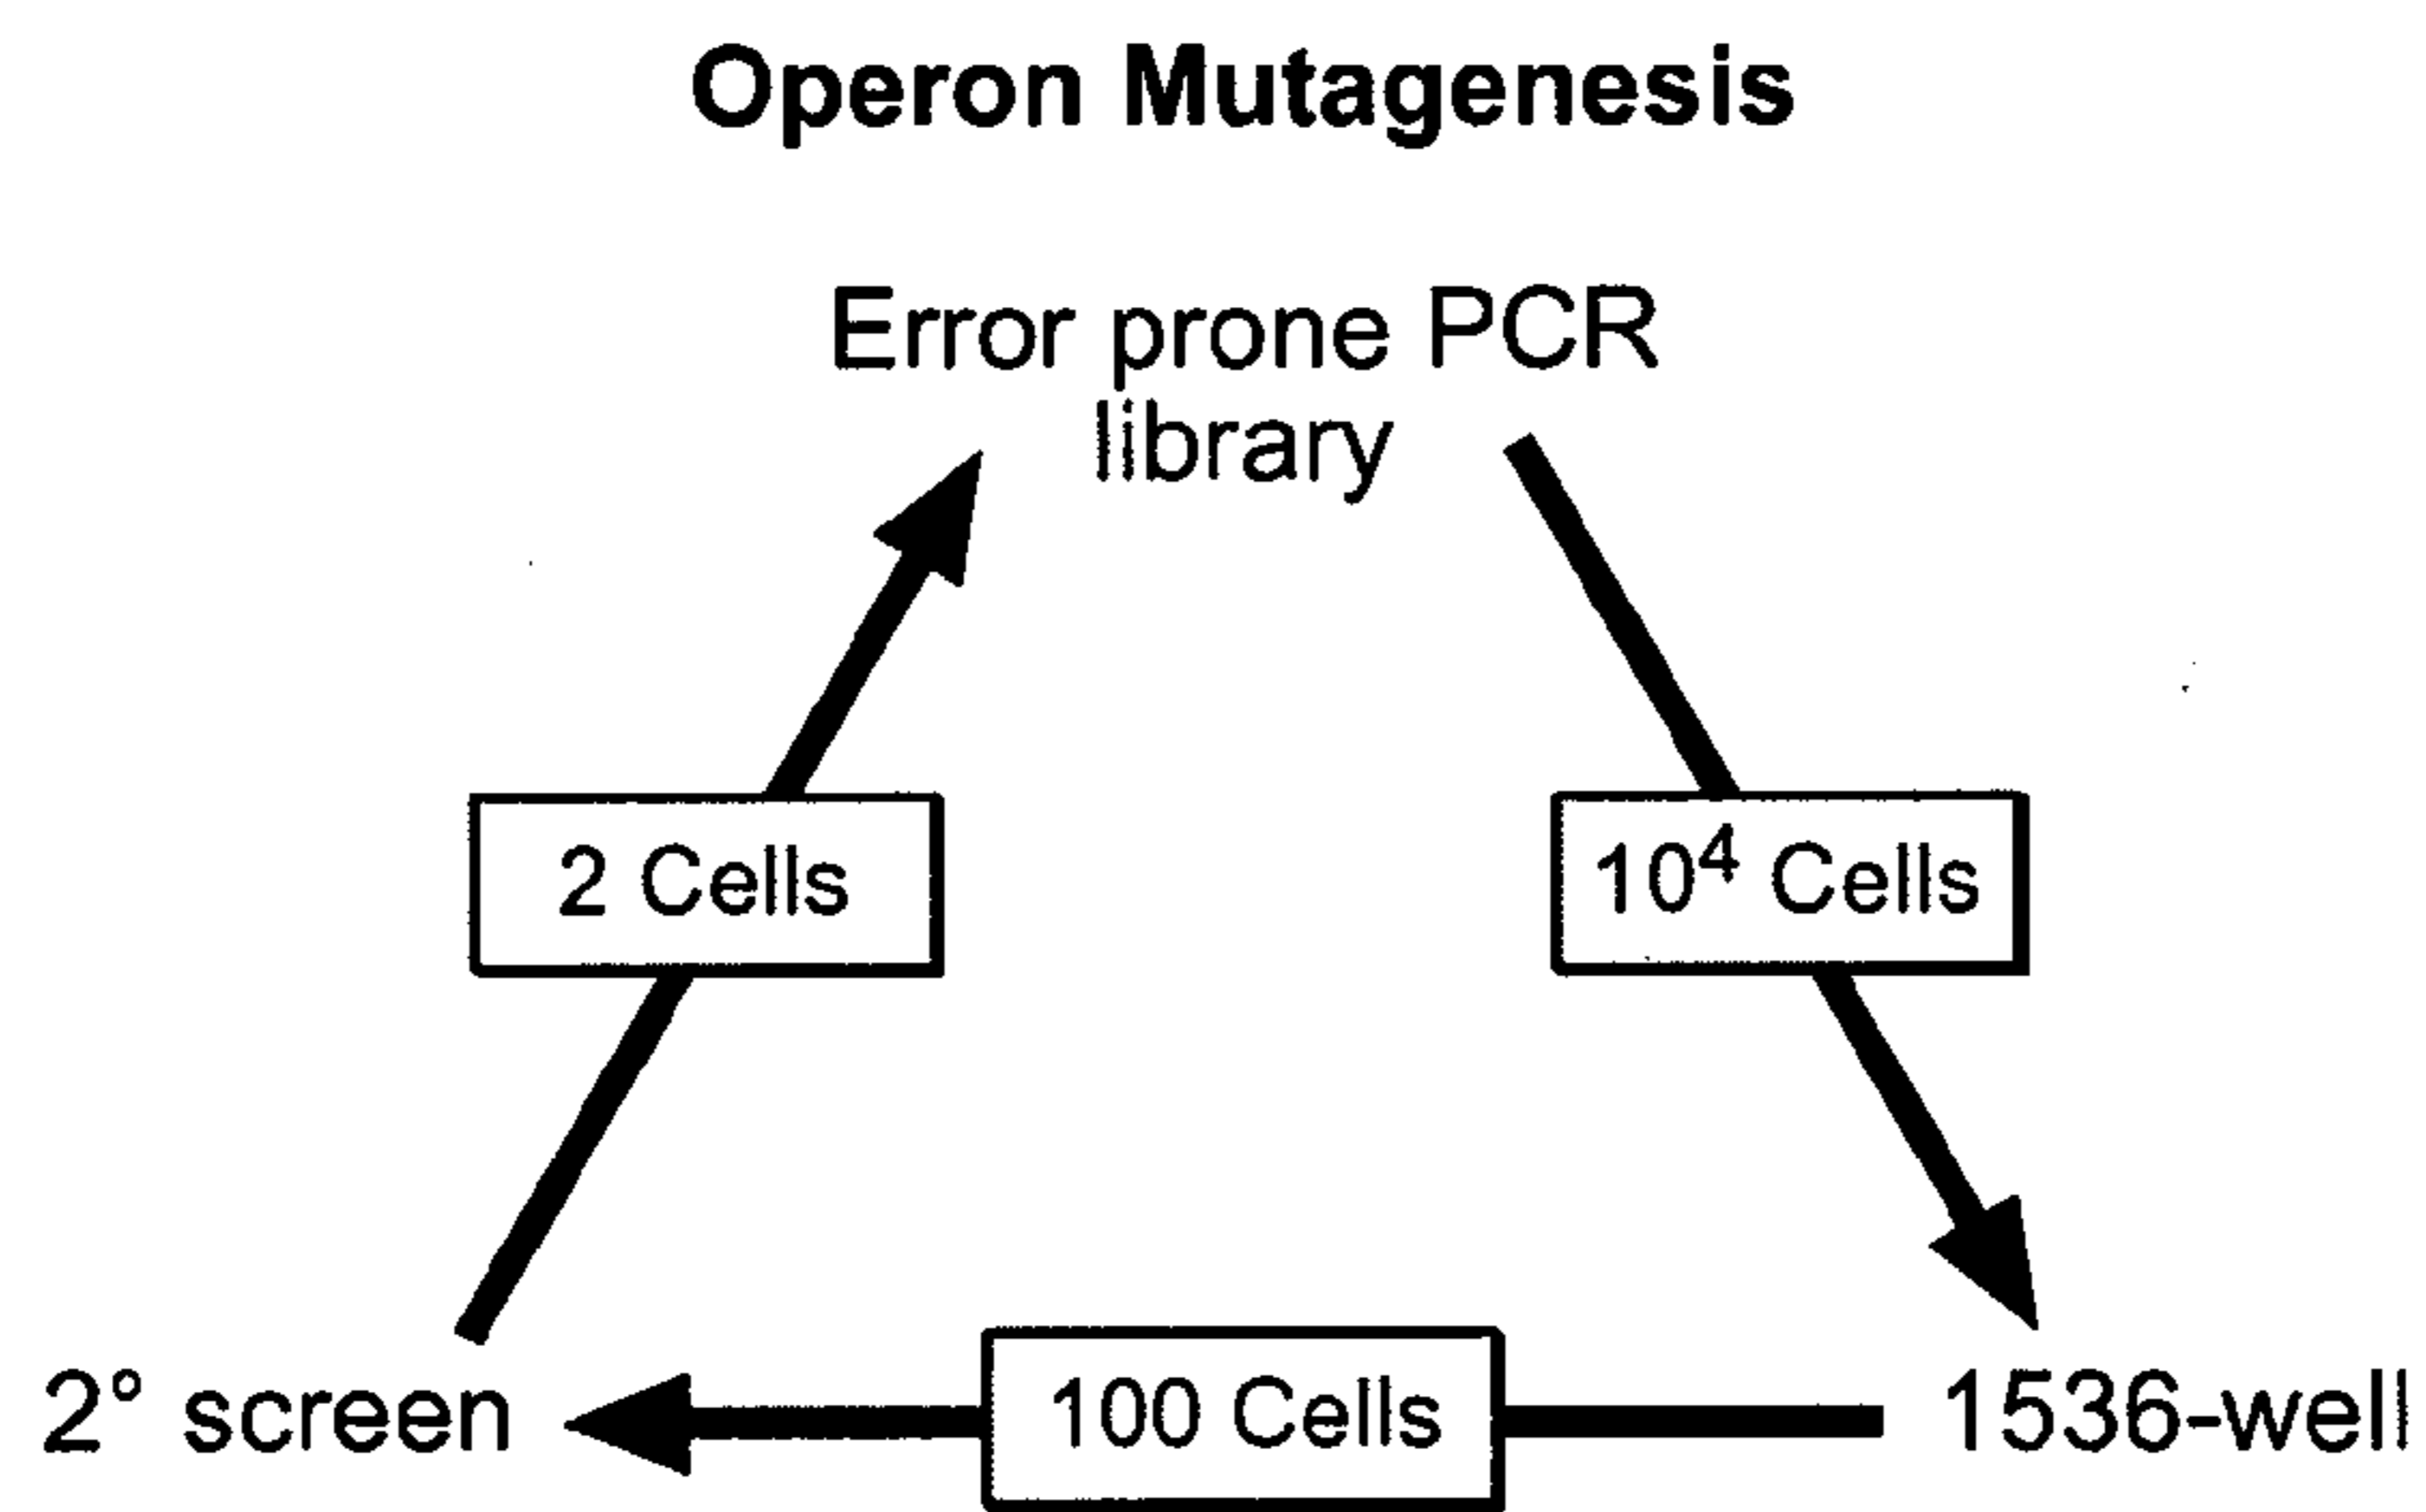 Operon Mutagenesis
Error prone PCR
library
2 Cells
10⁴ Cells
2° screen
100 Cells
1536-well